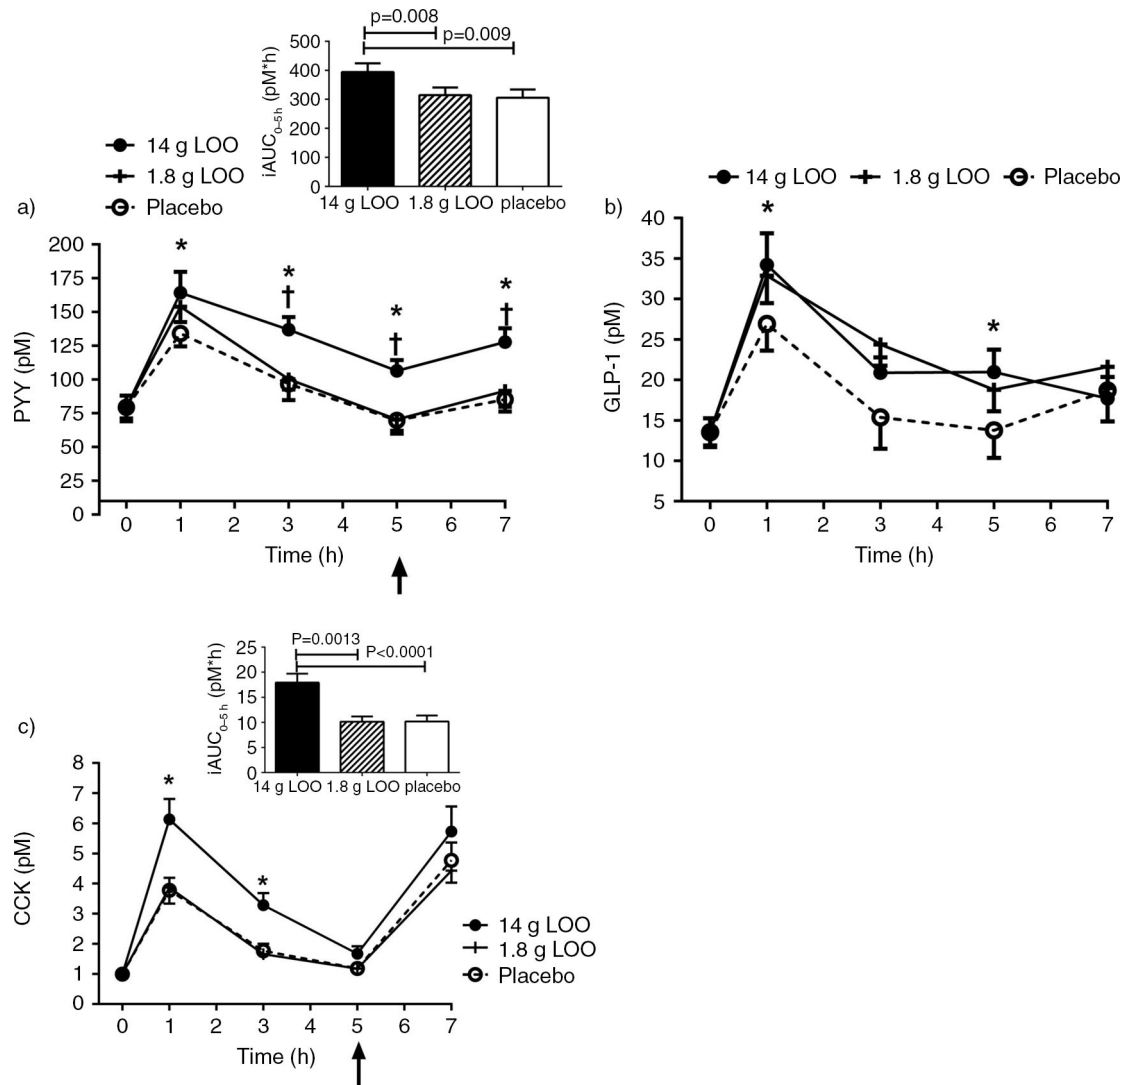 p=0.008
p=0.009
500
400
300
200
100
0
iAUC0–5 h (pM*h)
14 g LOO 1.8 g LOO placebo
14 g LOO
1.8 g LOO
Placebo
a)
200
175
150
125
100
75
50
25
0
PYY (pM)
* * † * † * †
0 1 2 3 4 5 6 7
Time (h)
b)
14 g LOO 1.8 g LOO Placebo
40
35
30
25
20
15
10
5
GLP-1 (pM)
* *
0 1 2 3 4 5 6 7
Time (h)
P=0.0013
P<0.0001
25
20
15
10
5
0
iAUC0–5 h (pM*h)
14 g LOO 1.8 g LOO placebo
c)
8
7
6
5
4
3
2
1
0
CCK (pM)
* *
14 g LOO
1.8 g LOO
Placebo
0 1 2 3 4 5 6 7
Time (h)